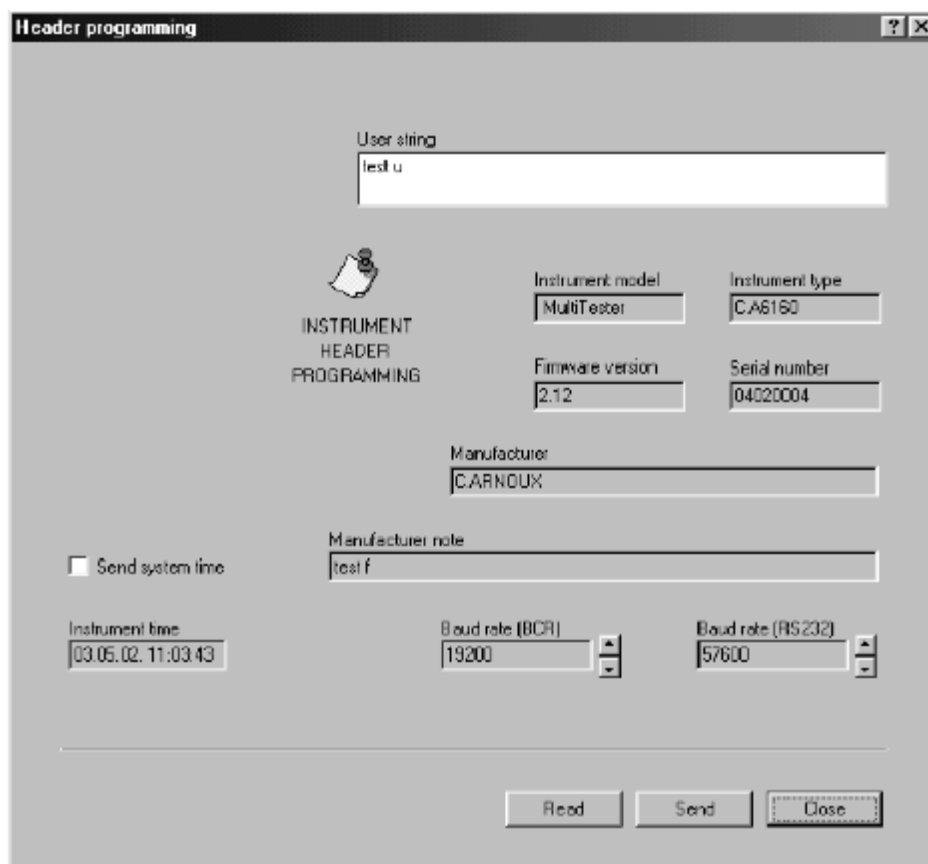 Header programming
User string
test u
INSTRUMENT
HEADER
PROGRAMMING
Instrument model
MultiTester
Instrument type
C.A6160
Firmware version
2.12
Serial number
04020004
Manufacturer
C.ARNOUX
Send system time
Manufacturer note
test f
Instrument time
03.05.02. 11:03:43
Baud rate (BCR)
19200
Baud rate (RS232)
57600
Read
Send
Close